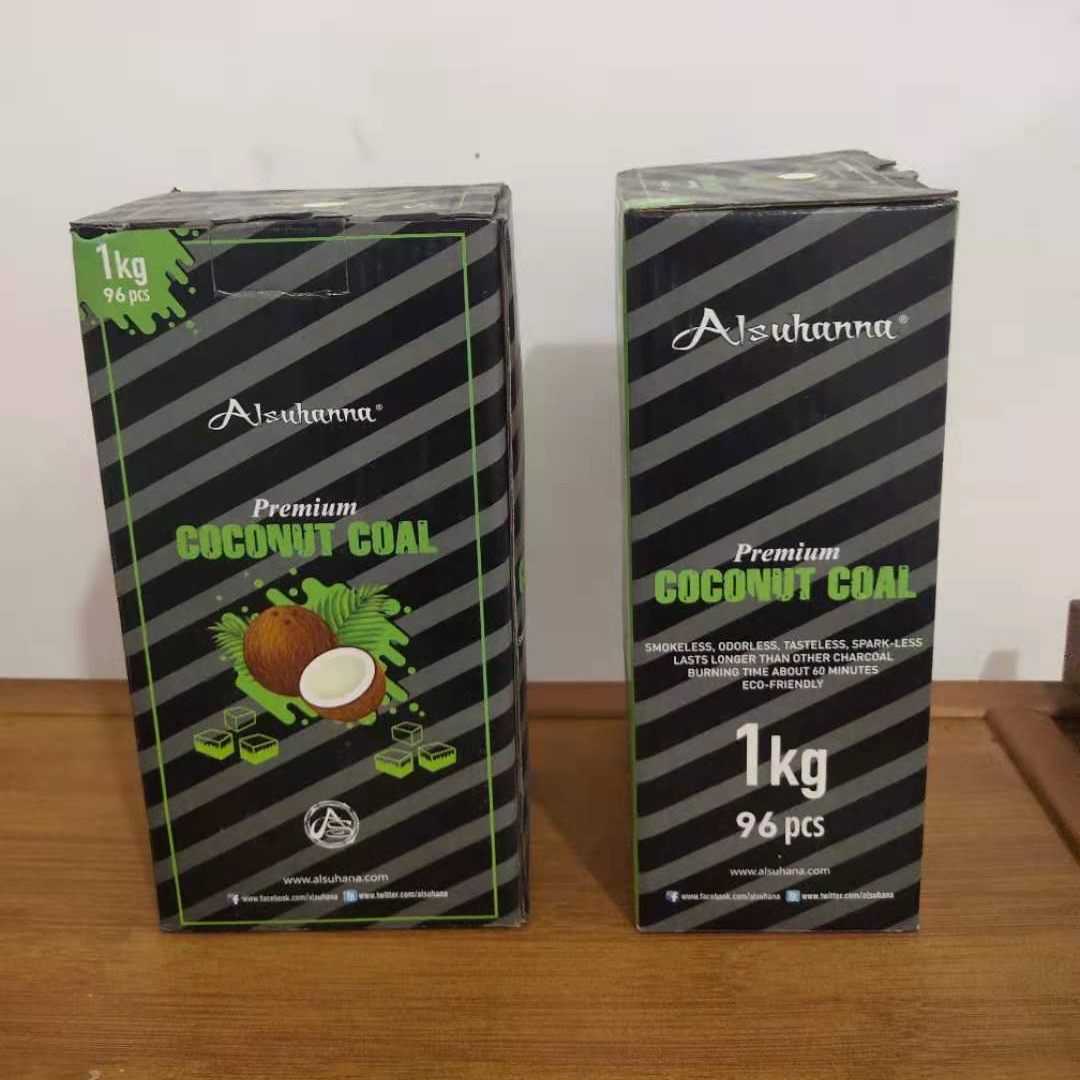 1kg
96 pcs
Alsuhanna®
Premium
COCONUT COAL
www.alsuhana.com
www.facebook.com/alsuhana www.twitter.com/alsuhana
Alsuhanna®
Premium
COCONUT COAL
SMOKELESS, ODORLESS, TASTELESS, SPARK-LESS
LASTS LONGER THAN OTHER CHARCOAL
BURNING TIME ABOUT 60 MINUTES
ECO-FRIENDLY
1kg
96 pcs
www.alsuhana.com
www.facebook.com/alsuhana www.twitter.com/alsuhana